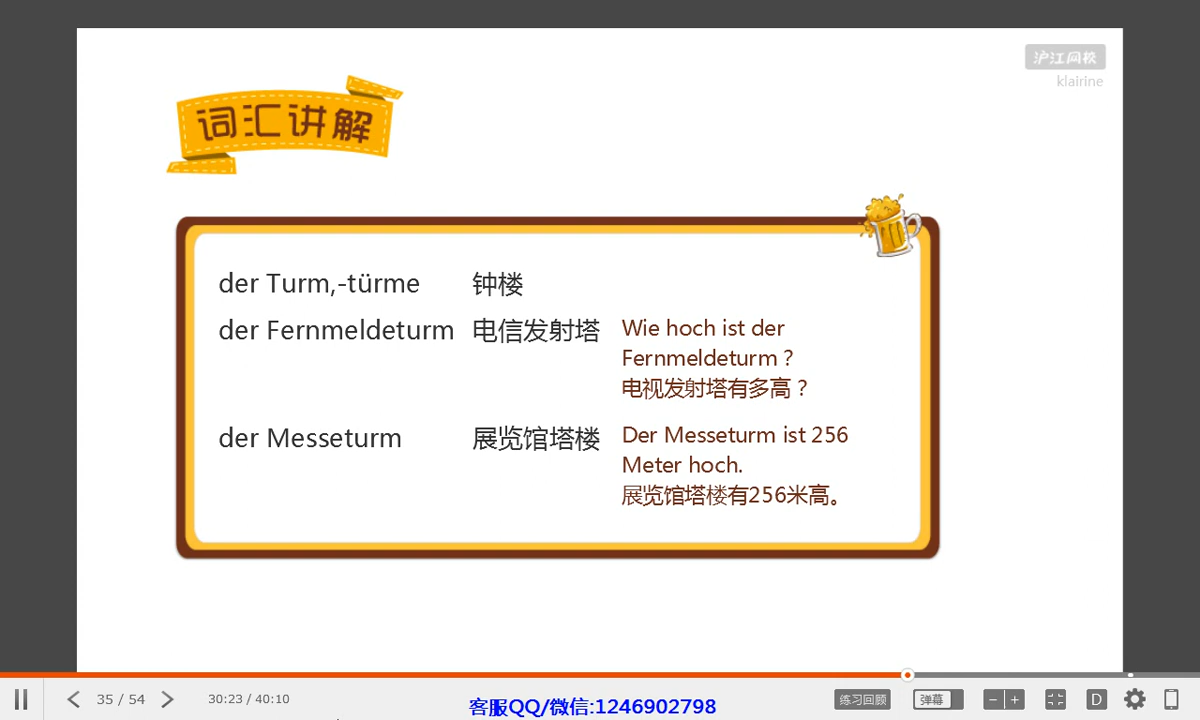 沪江网校
klairine
词汇讲解
der Turm,-türme 钟楼
der Fernmeldeturm 电信发射塔 Wie hoch ist der
Fernmeldeturm？
电视发射塔有多高？
der Messeturm 展览馆塔楼 Der Messeturm ist 256
Meter hoch.
展览馆塔楼有256米高。
35 / 54 30:23 / 40:10 客服QQ/微信:1246902798 练习回顾 弹幕 − + D